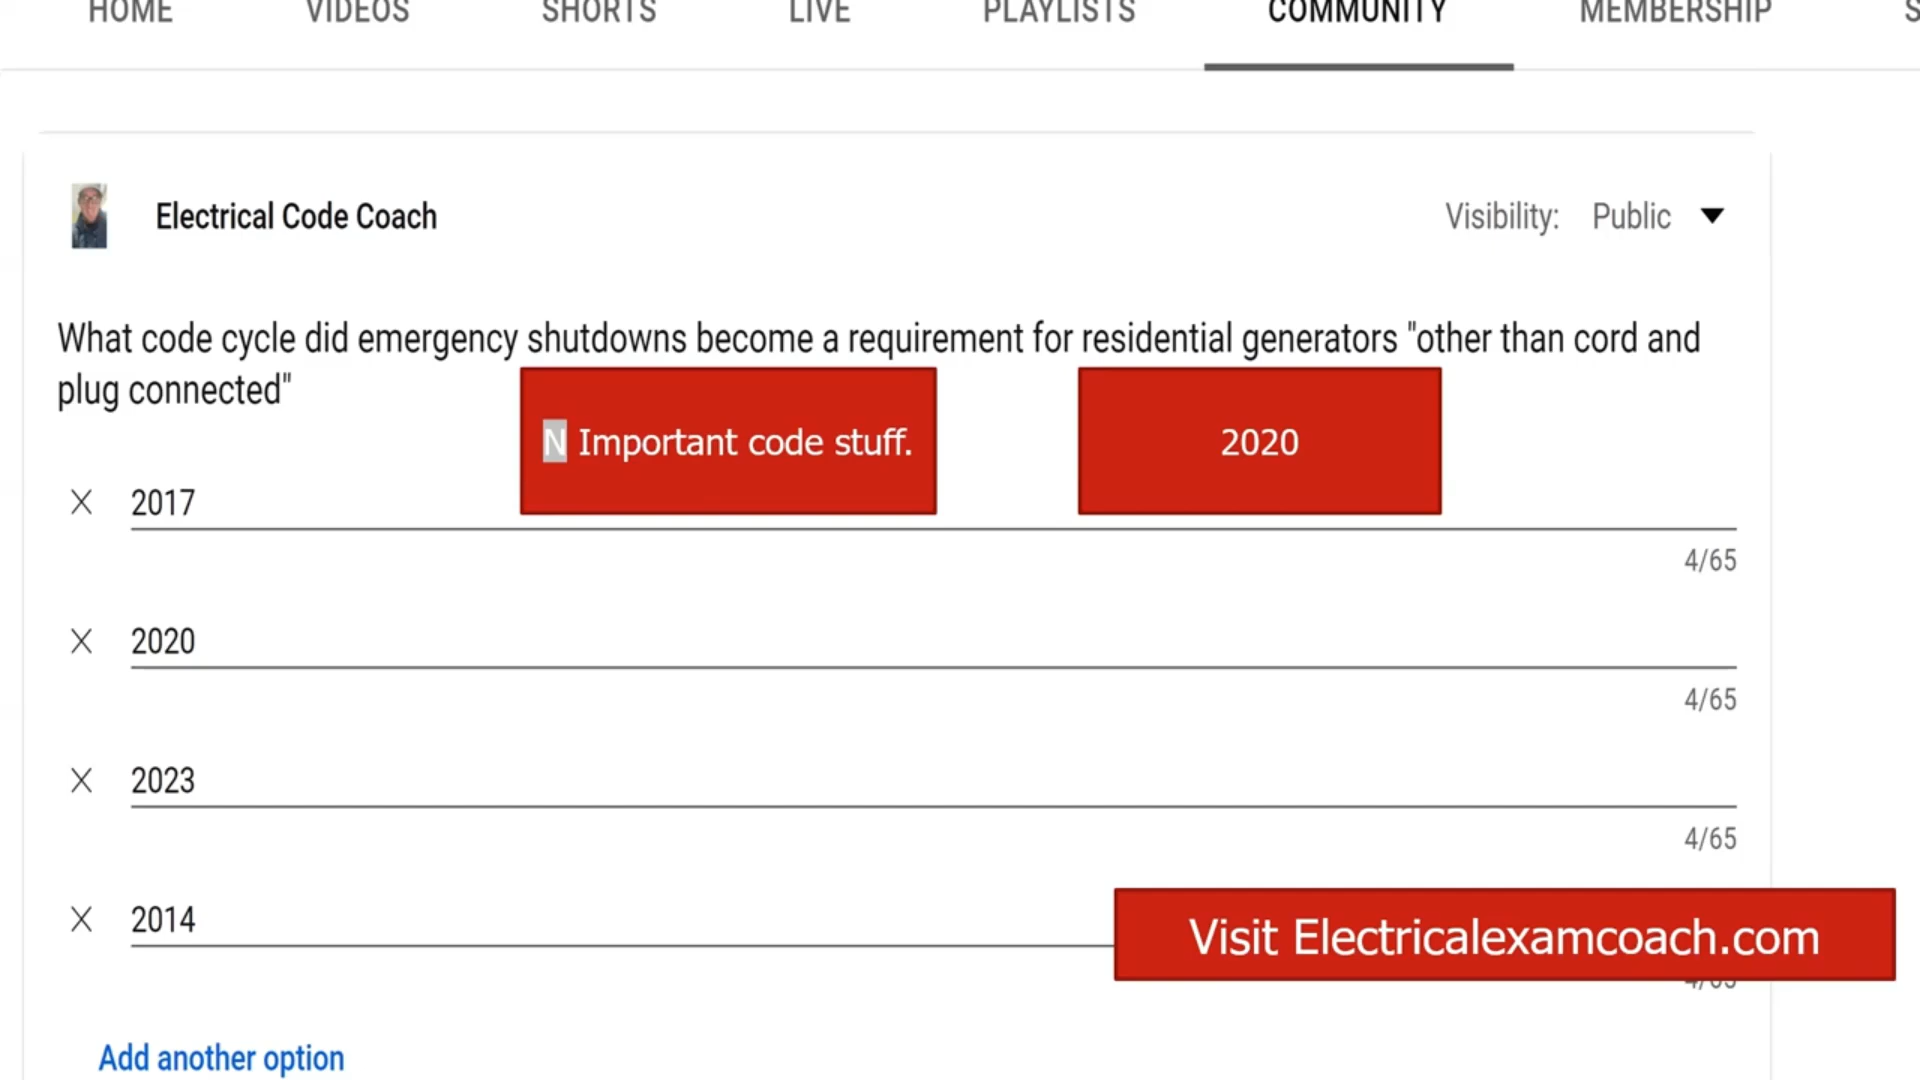 HOME VIDEOS SHORTS LIVE PLAYLISTS COMMUNITY MEMBERSHIP
Electrical Code Coach
Visibility: Public
What code cycle did emergency shutdowns become a requirement for residential generators "other than cord and
plug connected"
N Important code stuff.
2020
2017
4/65
2020
4/65
2023
4/65
2014
Visit Electricalexamcoach.com
Add another option